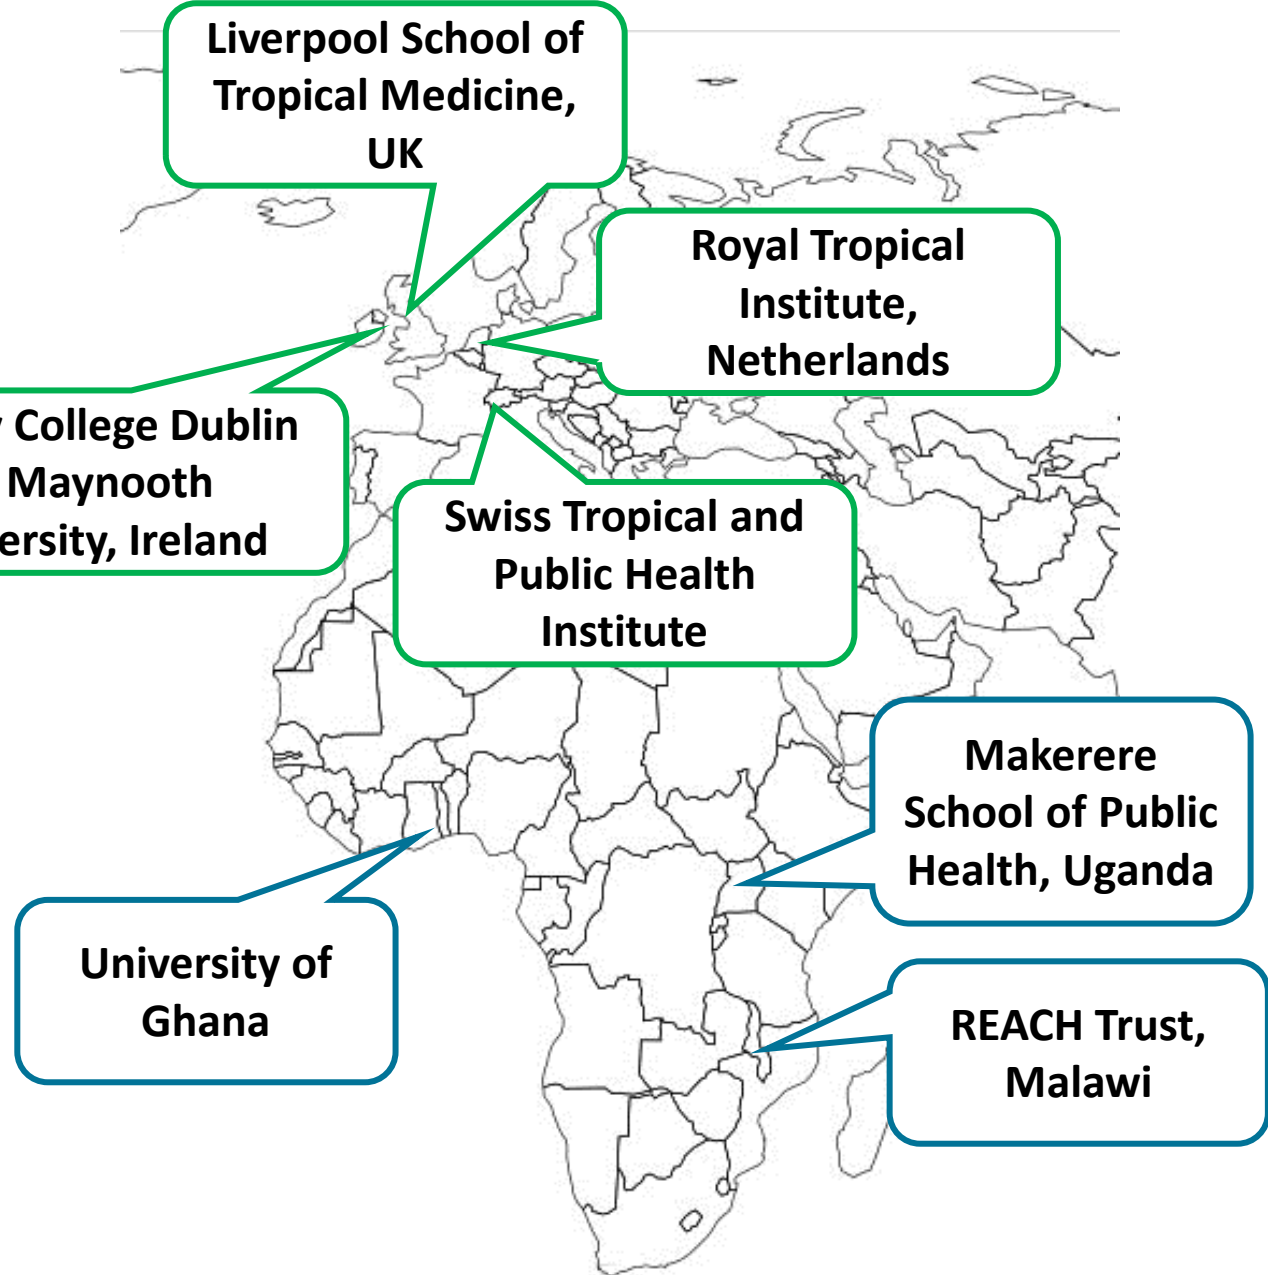 Liverpool School of
Tropical Medicine,
UK
Royal Tropical
Institute,
Netherlands
College Dublin
Maynooth
Ireland
Swiss Tropical and
Public Health
Institute
Makerere
School of Public
Health, Uganda
University of
Ghana
REACH Trust,
Malawi